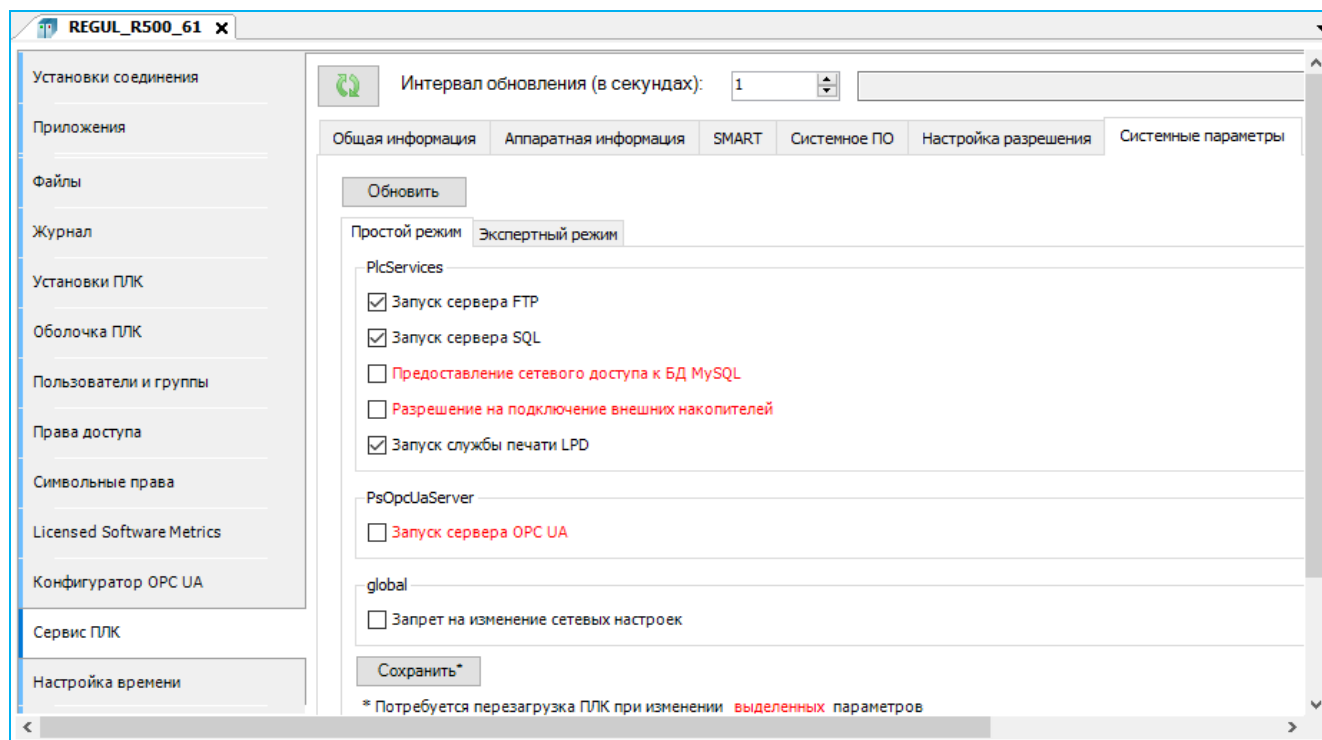 REGUL_R500_61
Установки соединения
Приложения
Файлы
Журнал
Установки ПЛК
Оболочка ПЛК
Пользователи и группы
Права доступа
Символьные права
Licensed Software Metrics
Конфигуратор OPC UA
Сервис ПЛК
Настройка времени
Интервал обновления (в секундах): 1
Общая информация Аппаратная информация SMART Системное ПО Настройка разрешения Системные параметры
Обновить
Простой режим Экспертный режим
PlcServices
Запуск сервера FTP
Запуск сервера SQL
Предоставление сетевого доступа к БД MySQL
Разрешение на подключение внешних накопителей
Запуск службы печати LPD
PsOpcUaServer
Запуск сервера OPC UA
global
Запрет на изменение сетевых настроек
Сохранить*
* Потребуется перезагрузка ПЛК при изменении выделенных параметров